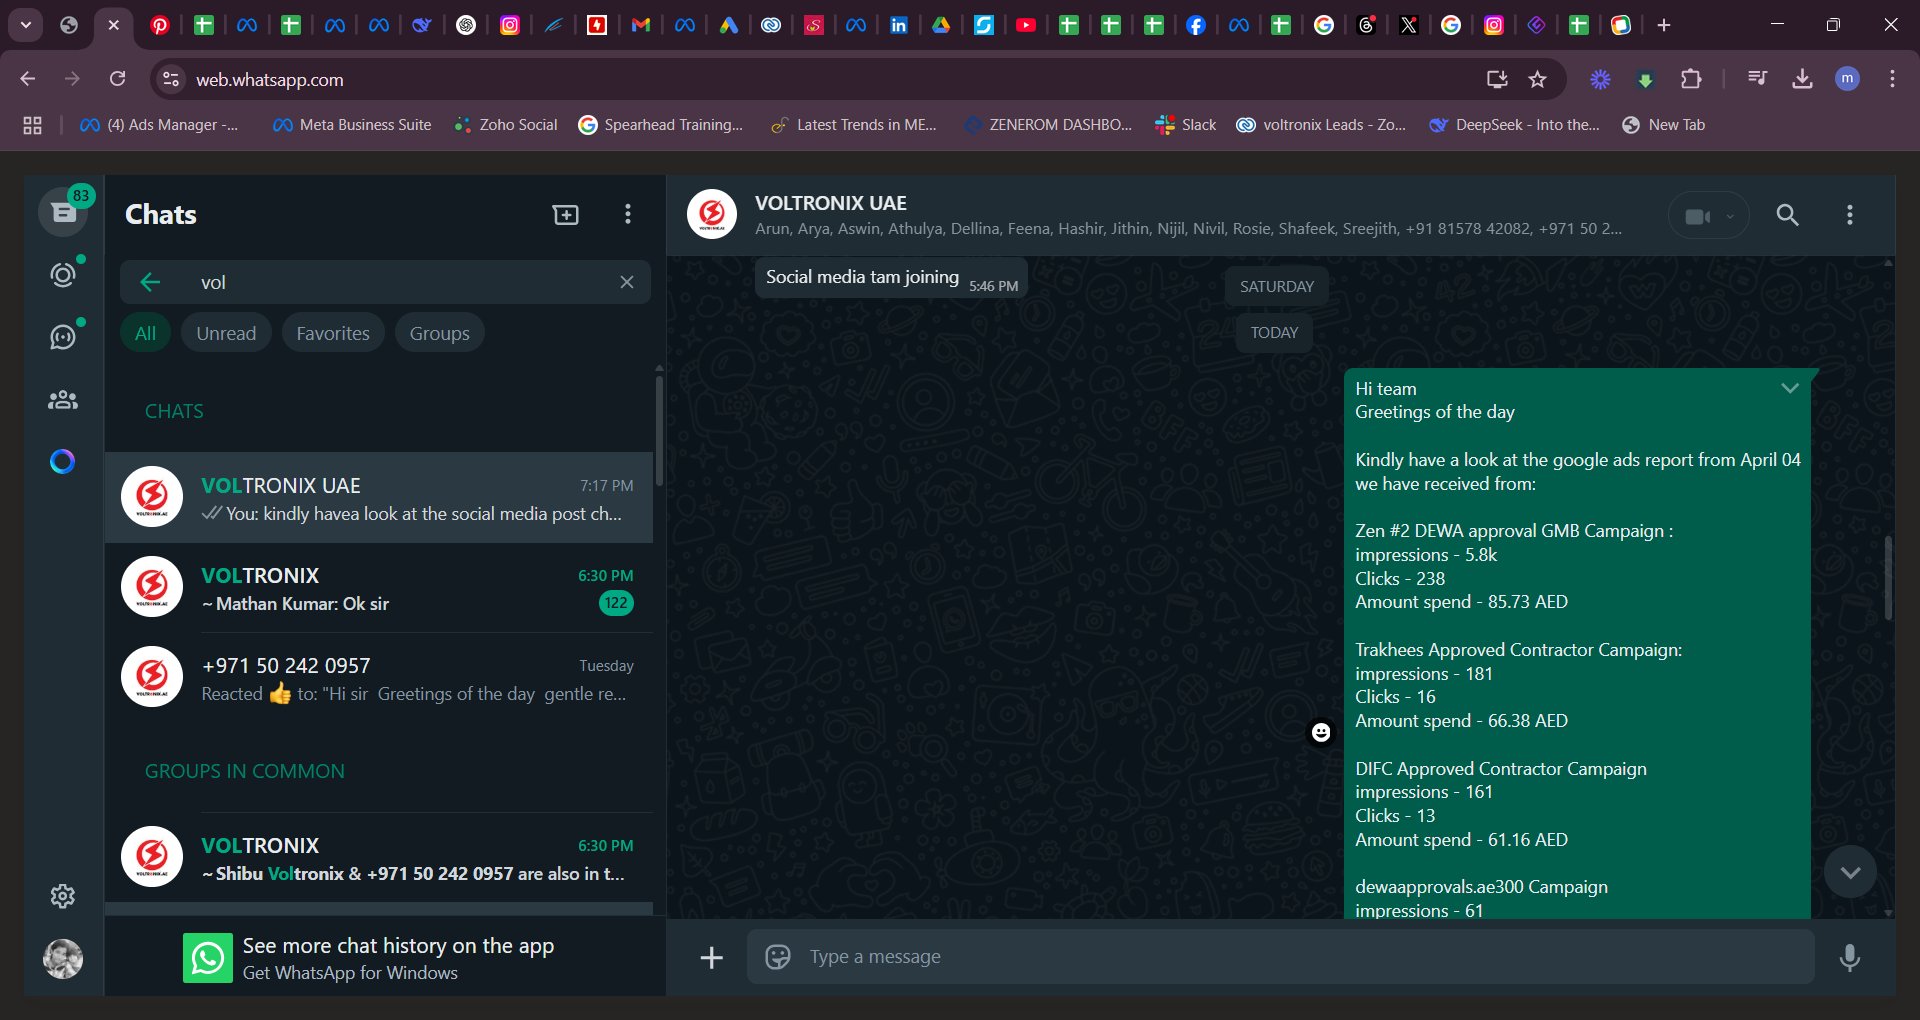 web.whatsapp.com
m
(4) Ads Manager -...
Meta Business Suite
Zoho Social
Spearhead Training...
Latest Trends in ME...
ZENEROM DASHBO...
Slack
voltronix Leads - Zo...
DeepSeek - Into the...
New Tab
83
Chats
vol
All
Unread
Favorites
Groups
CHATS
VOLTRONIX UAE
7:17 PM
You: kindly havea look at the social media post ch...
VOLTRONIX
6:30 PM
~ Mathan Kumar: Ok sir
122
+971 50 242 0957
Tuesday
Reacted 👍 to: "Hi sir Greetings of the day gentle re...
GROUPS IN COMMON
VOLTRONIX
6:30 PM
~ Shibu Voltronix & +971 50 242 0957 are also in t...
See more chat history on the app
Get WhatsApp for Windows
VOLTRONIX UAE
Arun, Arya, Aswin, Athulya, Dellina, Feena, Hashir, Jithin, Nijil, Nivil, Rosie, Shafeek, Sreejith, +91 81578 42082, +971 50 2...
Social media tam joining
5:46 PM
SATURDAY
TODAY
Hi team
Greetings of the day
Kindly have a look at the google ads report from April 04
we have received from:
Zen #2 DEWA approval GMB Campaign :
impressions - 5.8k
Clicks - 238
Amount spend - 85.73 AED
Trakhees Approved Contractor Campaign:
impressions - 181
Clicks - 16
Amount spend - 66.38 AED
DIFC Approved Contractor Campaign
impressions - 161
Clicks - 13
Amount spend - 61.16 AED
dewaapprovals.ae300 Campaign
impressions - 61
Type a message